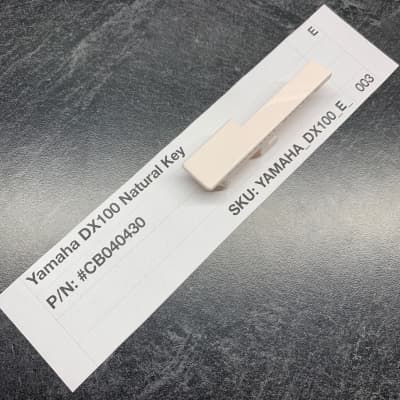 E
Yamaha DX100 Natural Key
P/N: #CB040430
SKU: YAMAHA_DX100_E_ 003